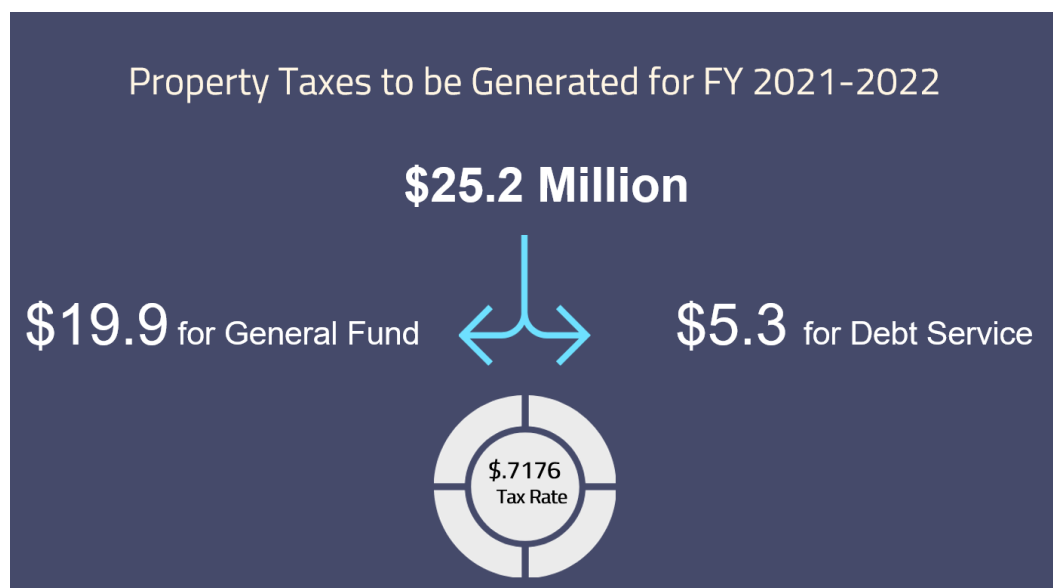 Property Taxes to be Generated for FY 2021-2022
$25.2 Million
$19.9 for General Fund
$5.3 for Debt Service
$.7176
Tax Rate